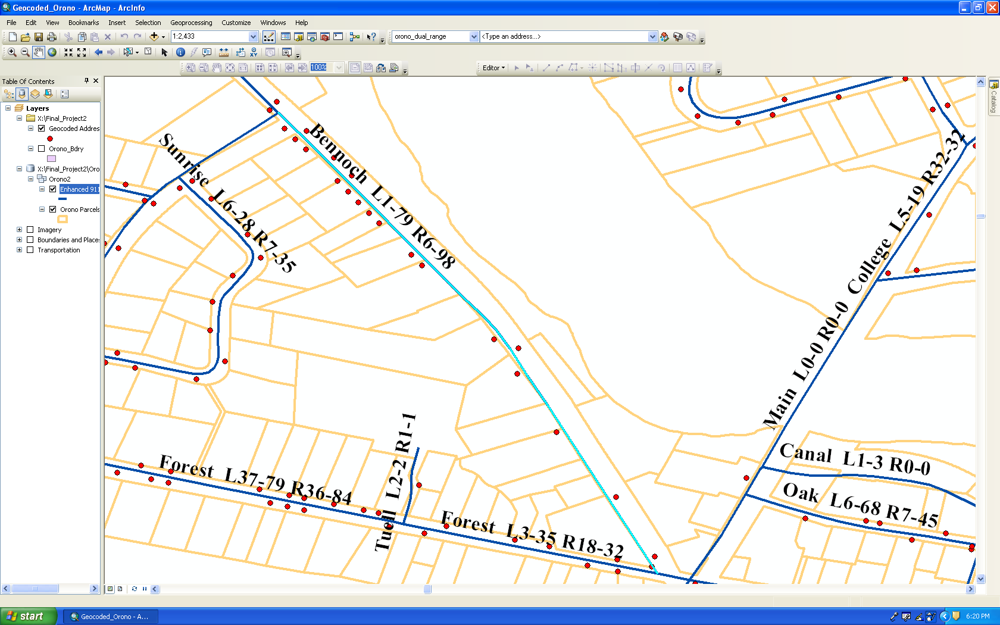 Geocoded_Orono - ArcMap - ArcInfo
File Edit View Bookmarks Insert Selection Geoprocessing Customize Windows Help
1:2,433
orono_dual_range
<Type an address...>
100%
Editor
Table Of Contents
Catalog
Layers
X:\Final_Project2
Geocoded Addres
Orono_Bdry
X:\Final_Project2\Oro
Orono2
Enhanced 911
Orono Parcels
Imagery
Boundaries and Places
Transportation
Sunrise L6-28 R7-35
Bennoch L1-79 R6-98
College L5-19 R32-32
Main L0-0 R0-0
Canal L1-3 R0-0
Oak L6-68 R7-45
Forest L37-79 R36-84
L2-2 R1-1
Forest L3-35 R18-32
start
Geocoded_Orono - A...
6:20 PM